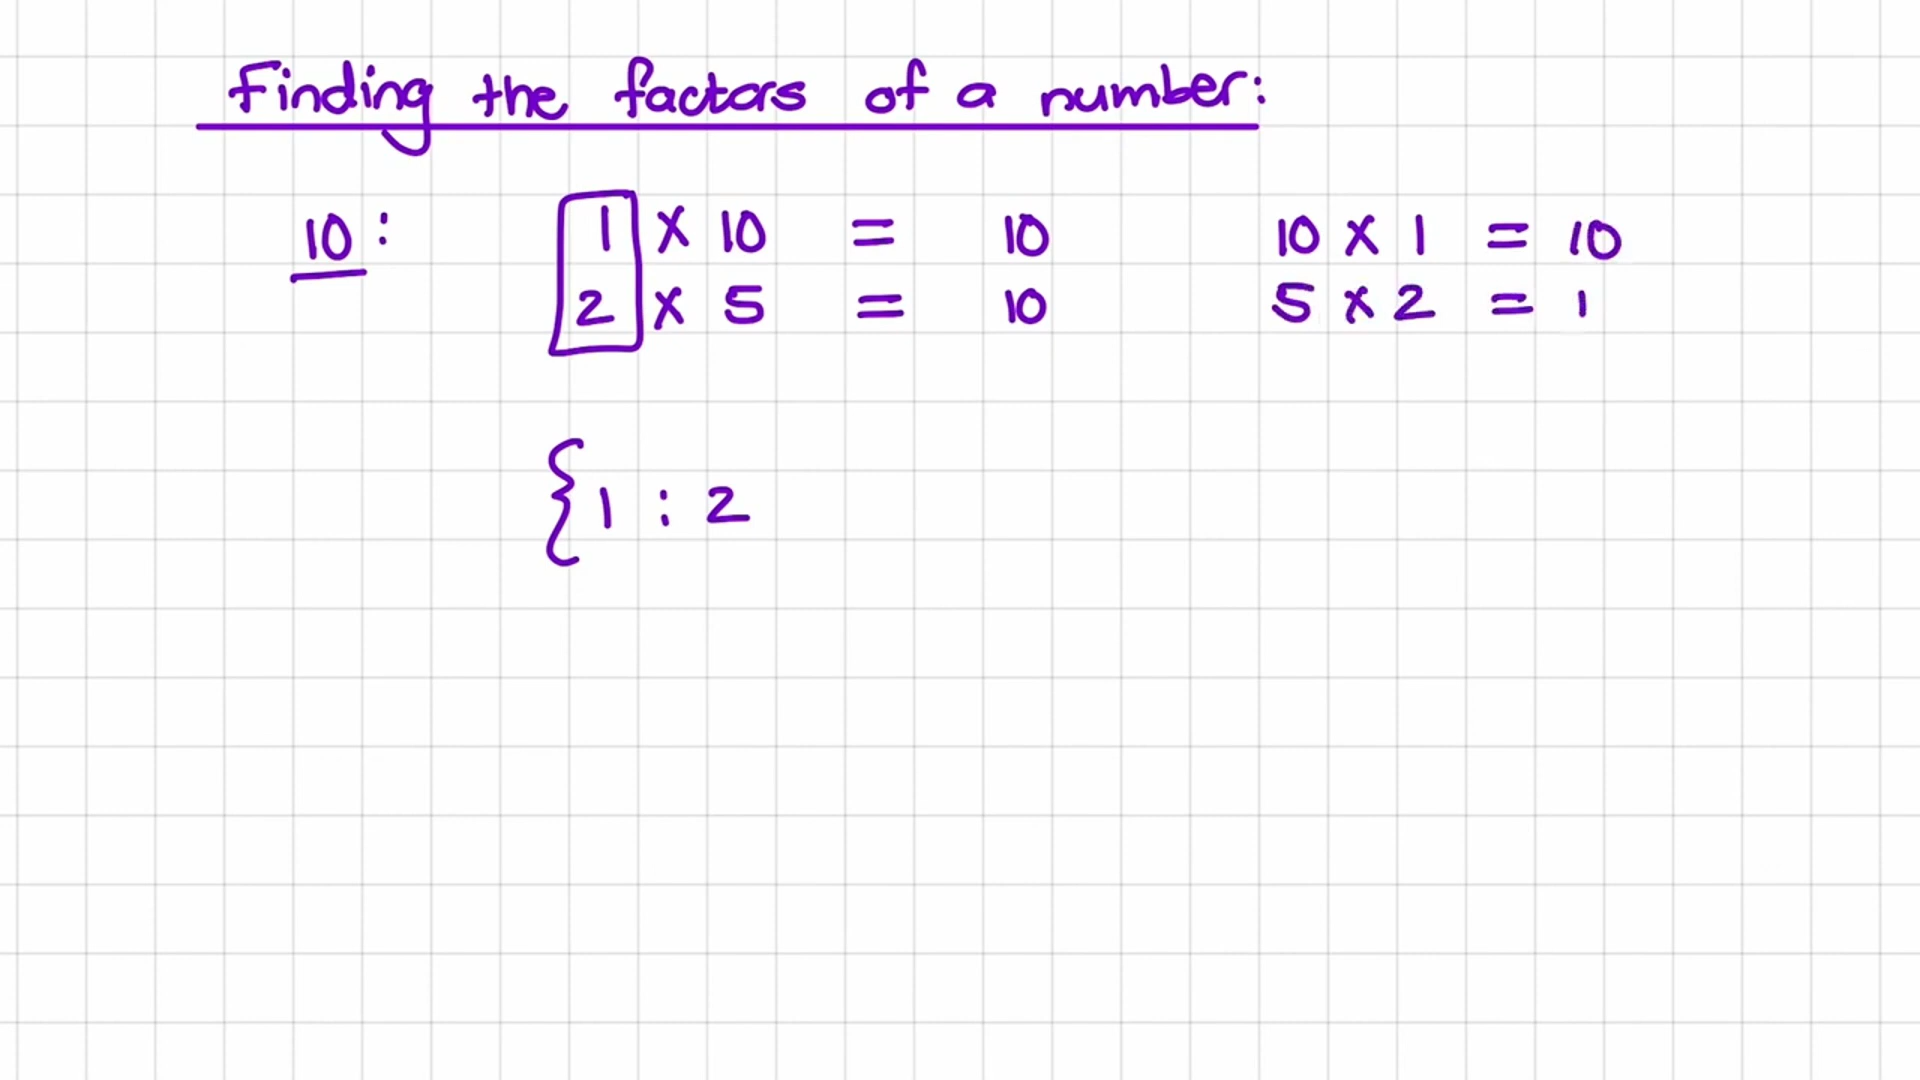 Finding the factors of a number:
10: 1 x 10 = 10 10 x 1 = 10
2 x 5 = 10 5 x 2 = 1
{1 : 2